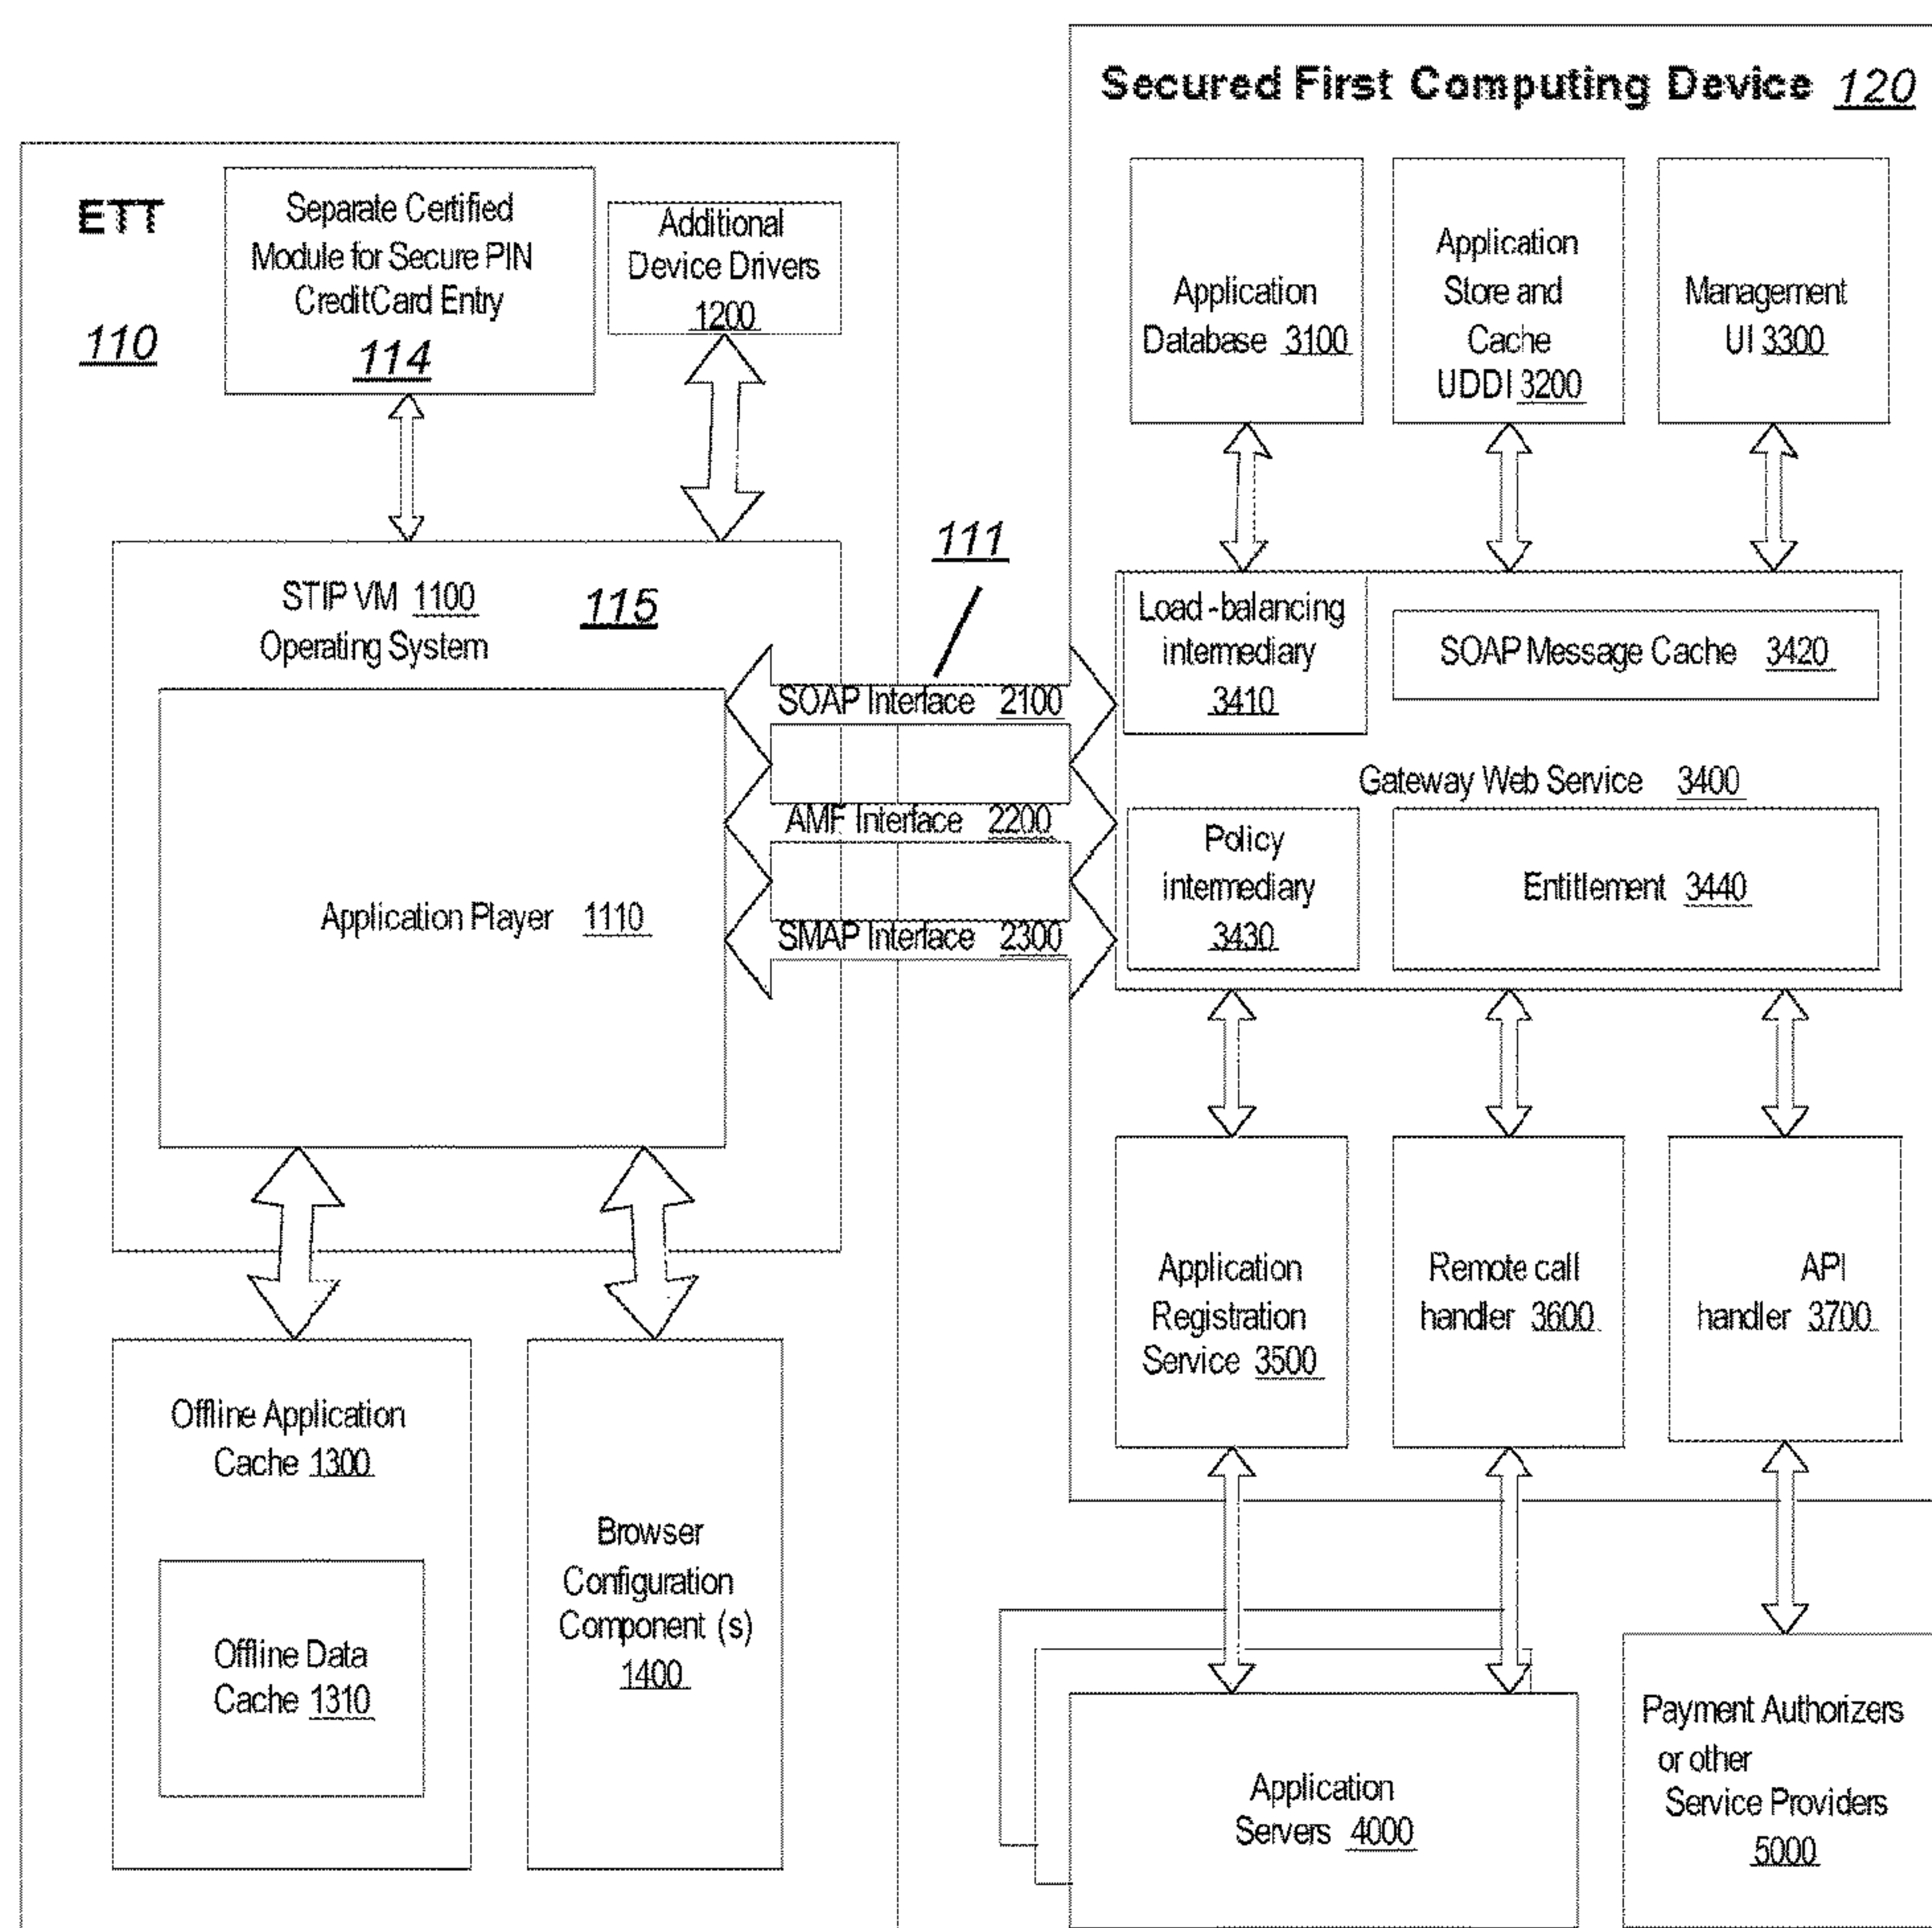 Secured First Computing Device 120
ETT
110
Separate Certified
Module for Secure PIN
CreditCard Entry
114
Additional
Device Drivers
1200
Application
Database 3100
Application
Store and
Cache
UDDI 3200
Management
UI 3300
111
STIP VM 1100
Operating System
115
Application Player 1110
SOAP Interface 2100
AMF Interface 2200
SMAP Interface 2300
Load-balancing
intermediary
3410
SOAP Message Cache 3420
Gateway Web Service 3400
Policy
intermediary
3430
Entitlement 3440
Application
Registration
Service 3500
Remote call
handler 3600
API
handler 3700
Offline Application
Cache 1300
Offline Data
Cache 1310
Browser
Configuration
Component (s)
1400
Application
Servers 4000
Payment Authorizers
or other
Service Providers
5000